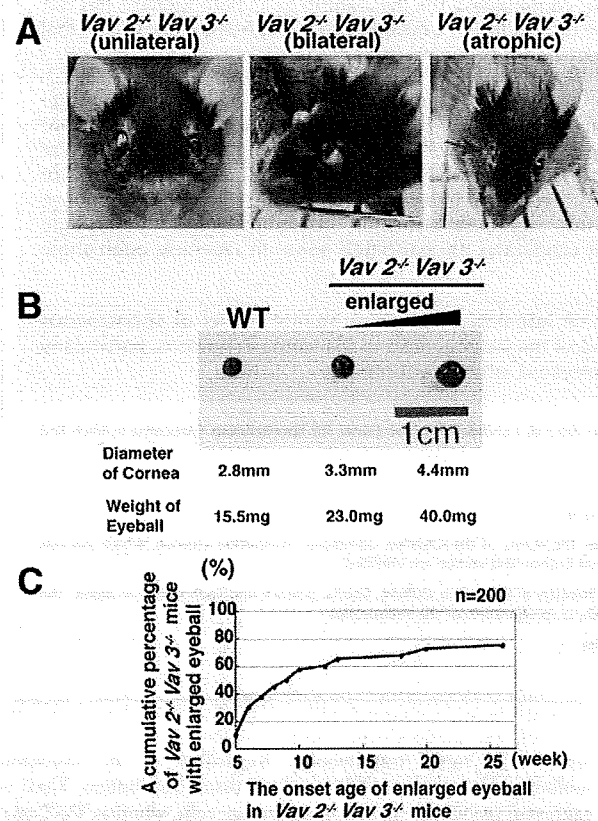 A
Vav 2-/- Vav 3-/- Vav 2-/- Vav 3-/- Vav 2-/- Vav 3-/-
(unilateral) (bilateral) (atrophic)
Vav 2-/- Vav 3-/-
B
enlarged
WT
1cm
Diameter
of Cornea 2.8mm 3.3mm 4.4mm
Weight of
Eyeball 15.5mg 23.0mg 40.0mg
C
(%)
n=200
A cumulative percentage
of Vav 2-/- Vav 3-/- mice
with enlarged eyeball
100
80
60
40
20
0
5 10 15 20 25 (week)
The onset age of enlarged eyeball
in Vav 2-/- Vav 3-/- mice